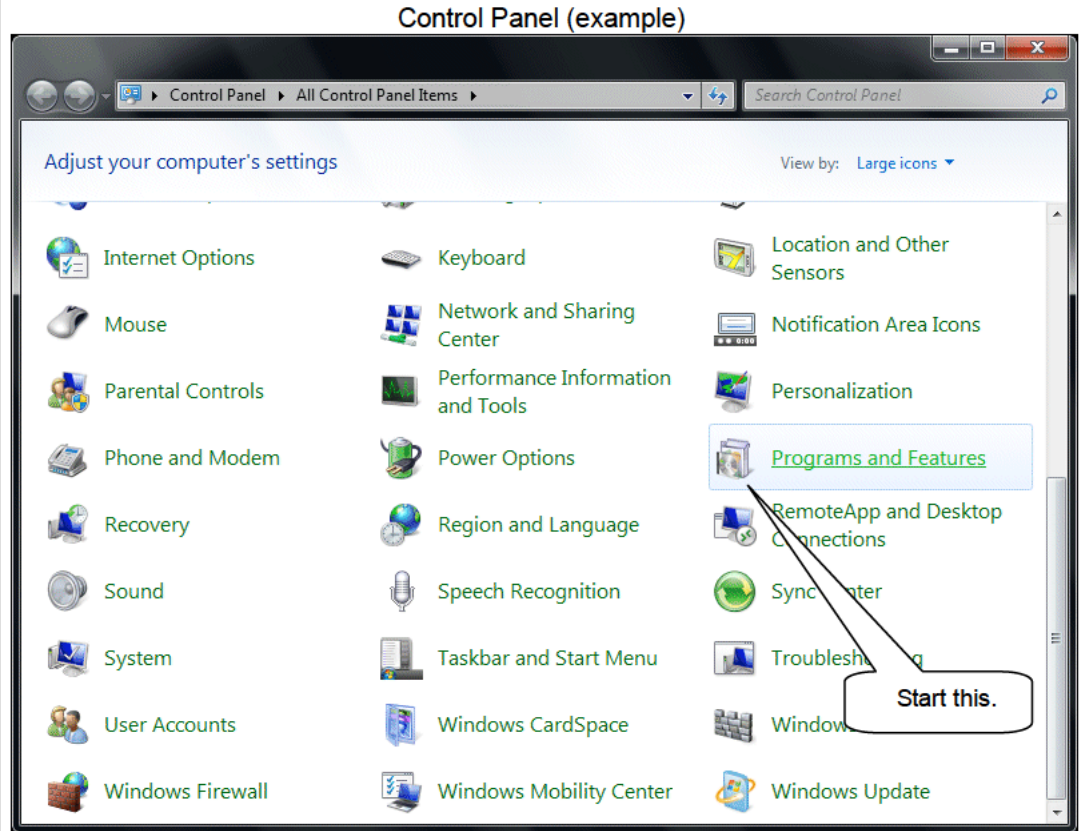 Control Panel (example)
Control Panel
All Control Panel Items
Search Control Panel
Adjust your computer's settings
View by: Large icons
Internet Options
Keyboard
Location and Other
Sensors
Mouse
Network and Sharing
Center
Notification Area Icons
Parental Controls
Performance Information
and Tools
Personalization
Phone and Modem
Power Options
Programs and Features
Recovery
Region and Language
RemoteApp and Desktop
Connections
Sound
Speech Recognition
Sync Center
System
Taskbar and Start Menu
Troubleshooting
Start this.
User Accounts
Windows CardSpace
Windows Firewall
Windows Mobility Center
Windows Update